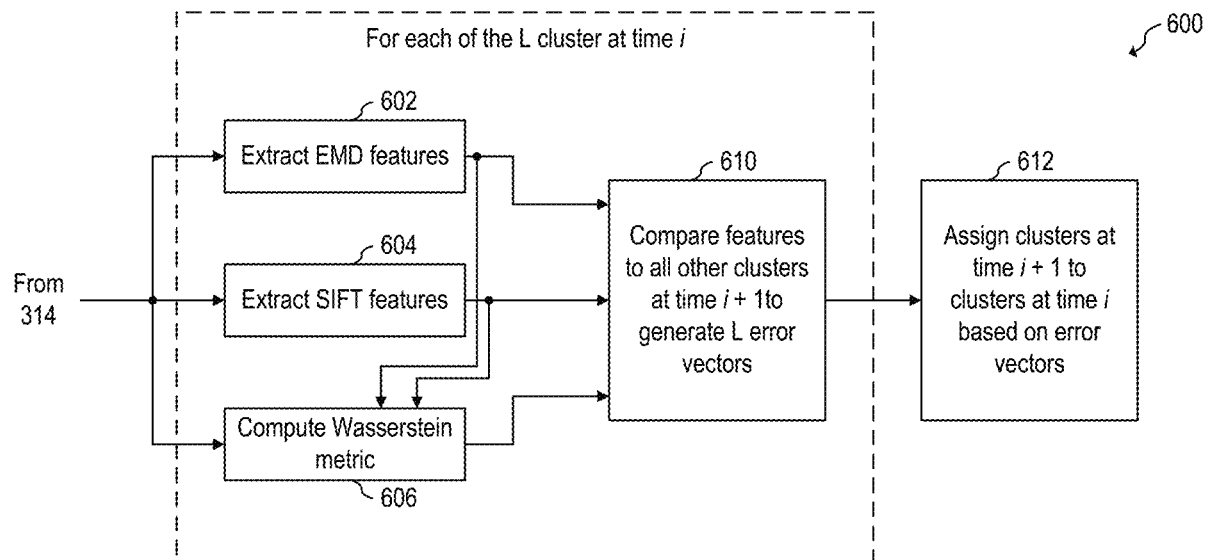 For each of the L cluster at time i
600
602
Extract EMD features
604
Extract SIFT features
From
314
Compute Wasserstein
metric
606
610
Compare features
to all other clusters
at time i + 1to
generate L error
vectors
612
Assign clusters at
time i + 1 to
clusters at time i
based on error
vectors